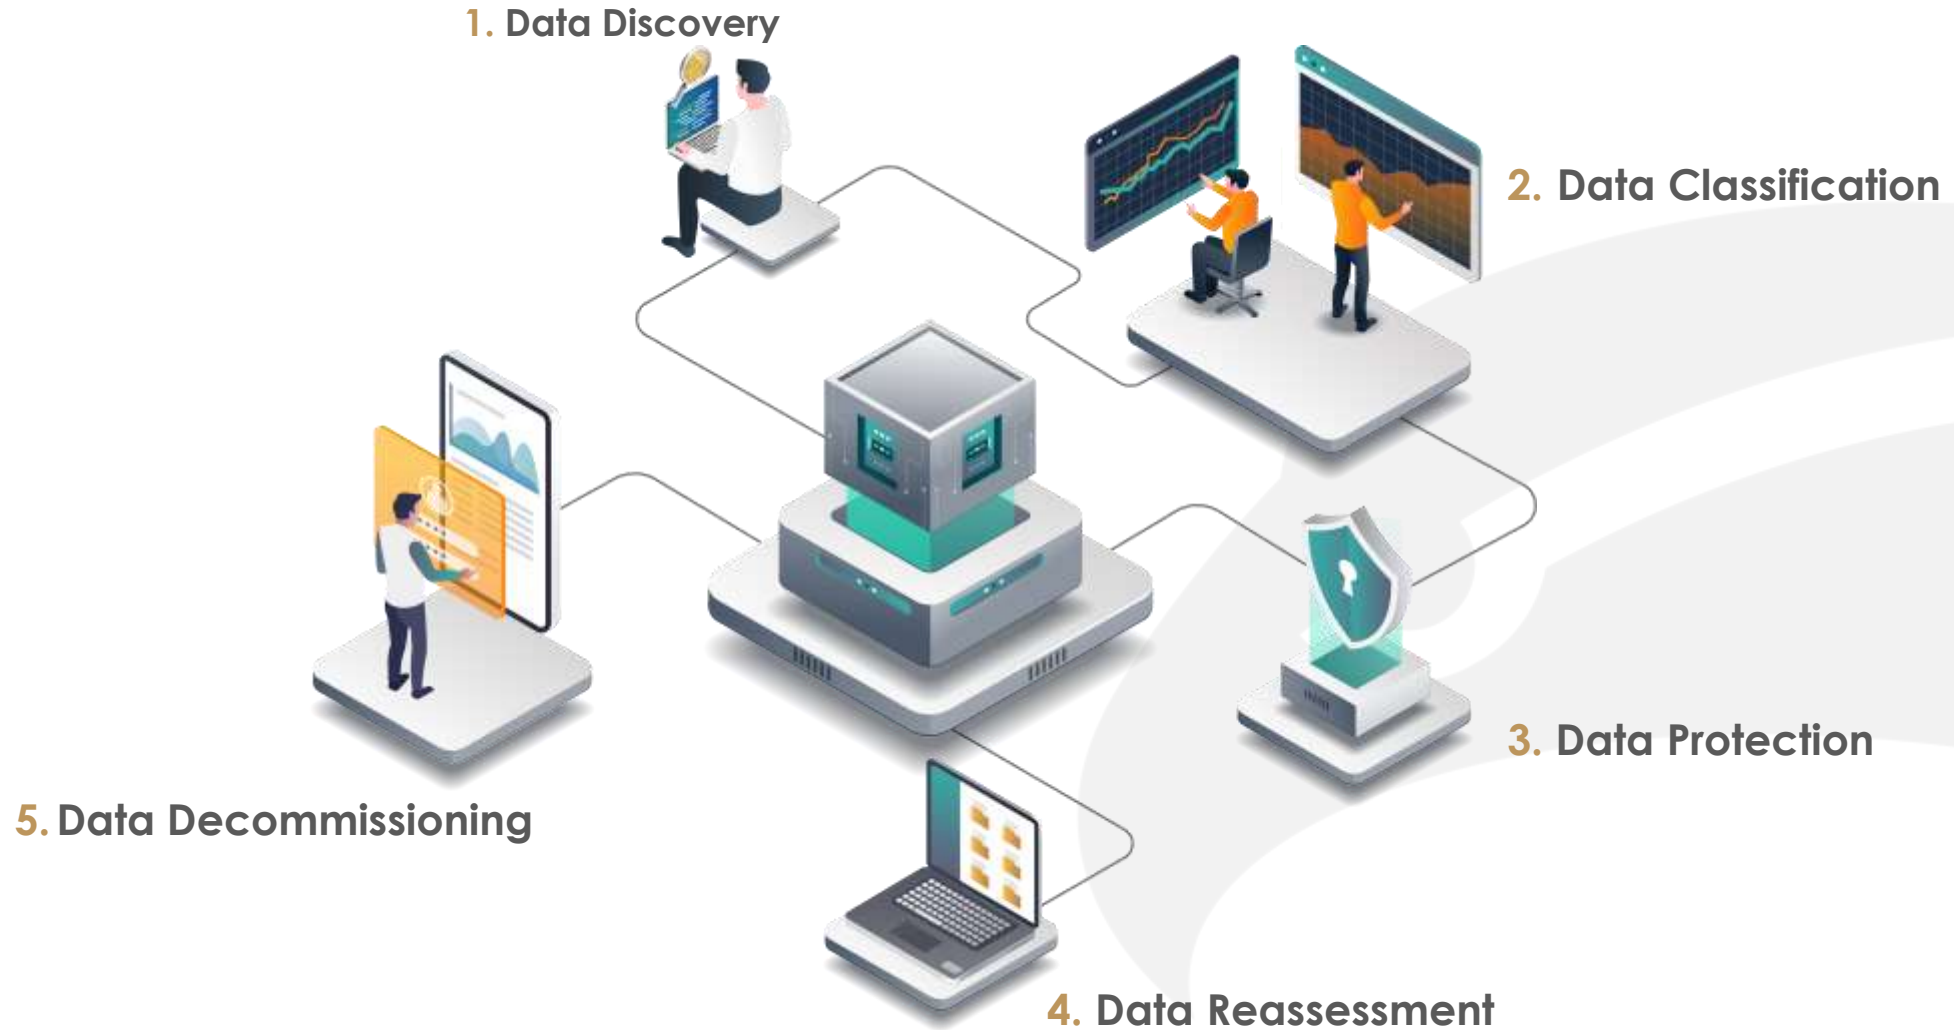 1. Data Discovery
2. Data Classification
3. Data Protection
4. Data Reassessment
5. Data Decommissioning